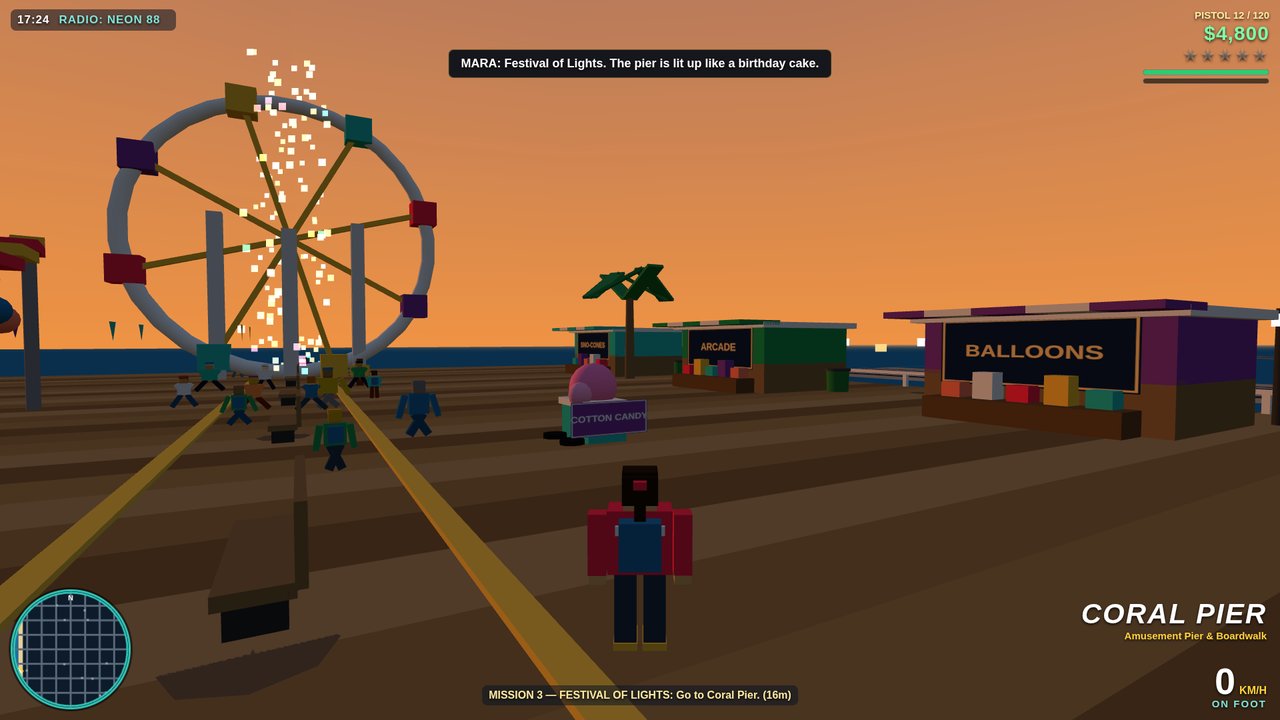 17:24 RADIO: NEON 88
PISTOL 12 / 120
$4,800
MARA: Festival of Lights. The pier is lit up like a birthday cake.
SNO-CONES
ARCADE
BALLOONS
COTTON CANDY
N
CORAL PIER
Amusement Pier & Boardwalk
0 KM/H
ON FOOT
MISSION 3 — FESTIVAL OF LIGHTS: Go to Coral Pier. (16m)